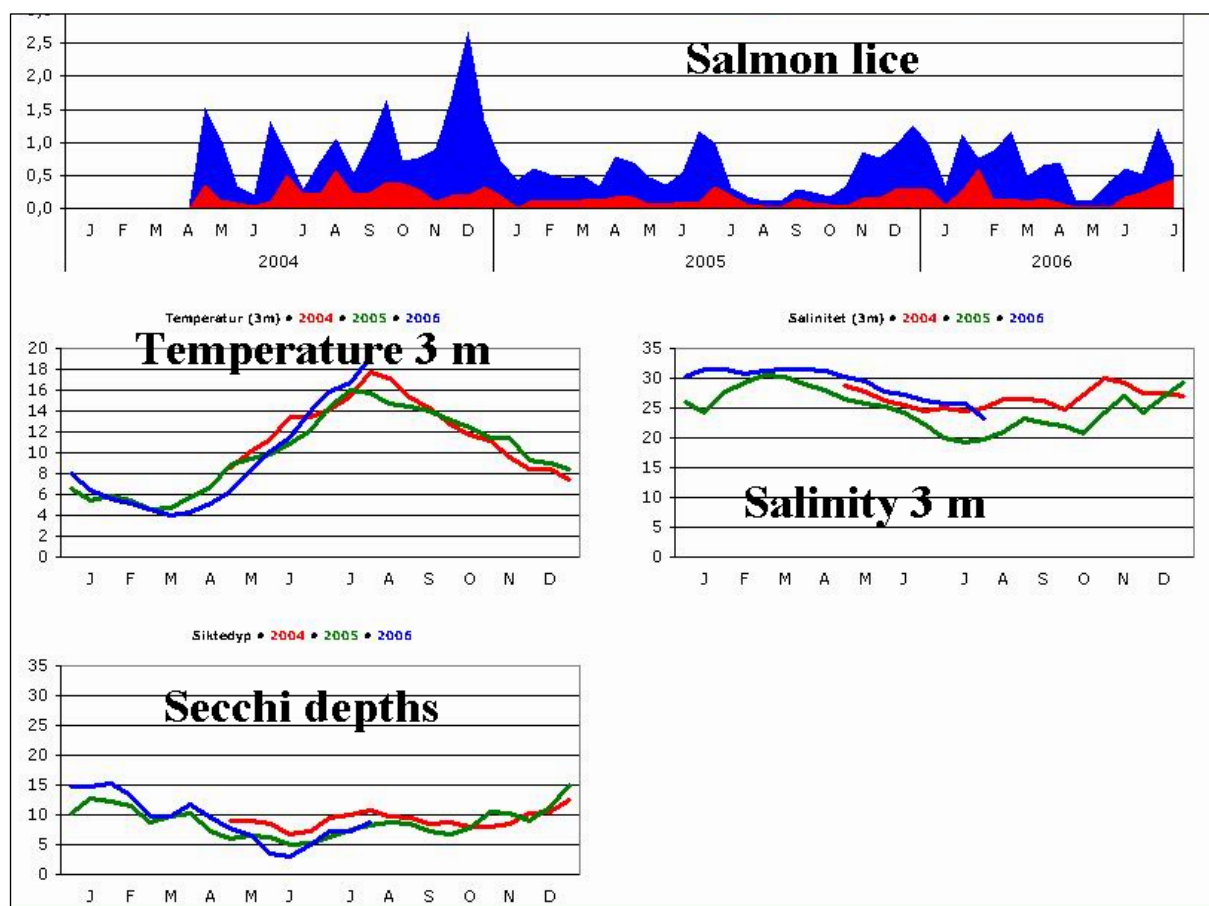 3,0
2,5
Salmon lice
2,0
1,5
1,0
0,5
0,0
J F M A M J J A S O N D J F M A M J J A S O N D J F M A M J J
2004 2005 2006
Temperatur (3m) • 2004 • 2005 • 2006
Temperature 3 m
20
18
16
14
12
10
8
6
4
2
0
J F M A M J J A S O N D
Salinitet (3m) • 2004 • 2005 • 2006
35
30
25
20
15
10
5
0
Salinity 3 m
J F M A M J J A S O N D
Siktedyp • 2004 • 2005 • 2006
35
30
25
20
15
10
5
0
Secchi depths
J F M A M J J A S O N D